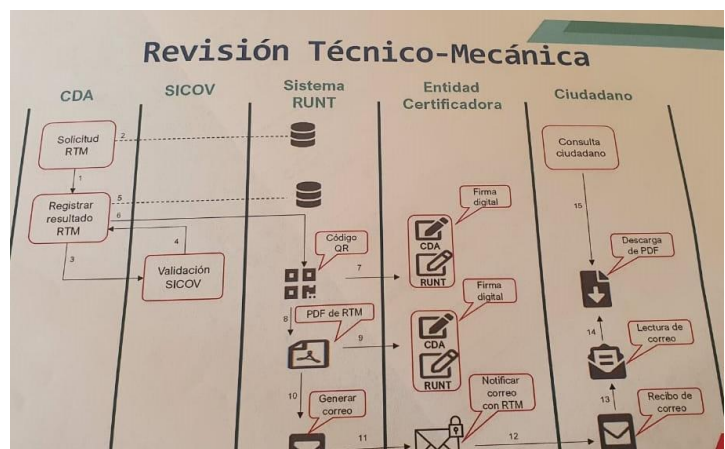 Revisión Técnico-Mecánica
CDA
SICOV
Sistema
RUNT
Entidad
Certificadora
Ciudadano
Solicitud
RTM
2
Consulta
ciudadano
1
Registrar
resultado
RTM
5
6
Firma
digital
15
CDA
RUNT
Código
QR
7
Descarga
de PDF
3
4
Validación
SICOV
8
PDF de RTM
9
Firma
digital
CDA
RUNT
14
Lectura de
correo
10
Generar
correo
Notificar
correo
con RTM
13
Recibo de
correo
11
12